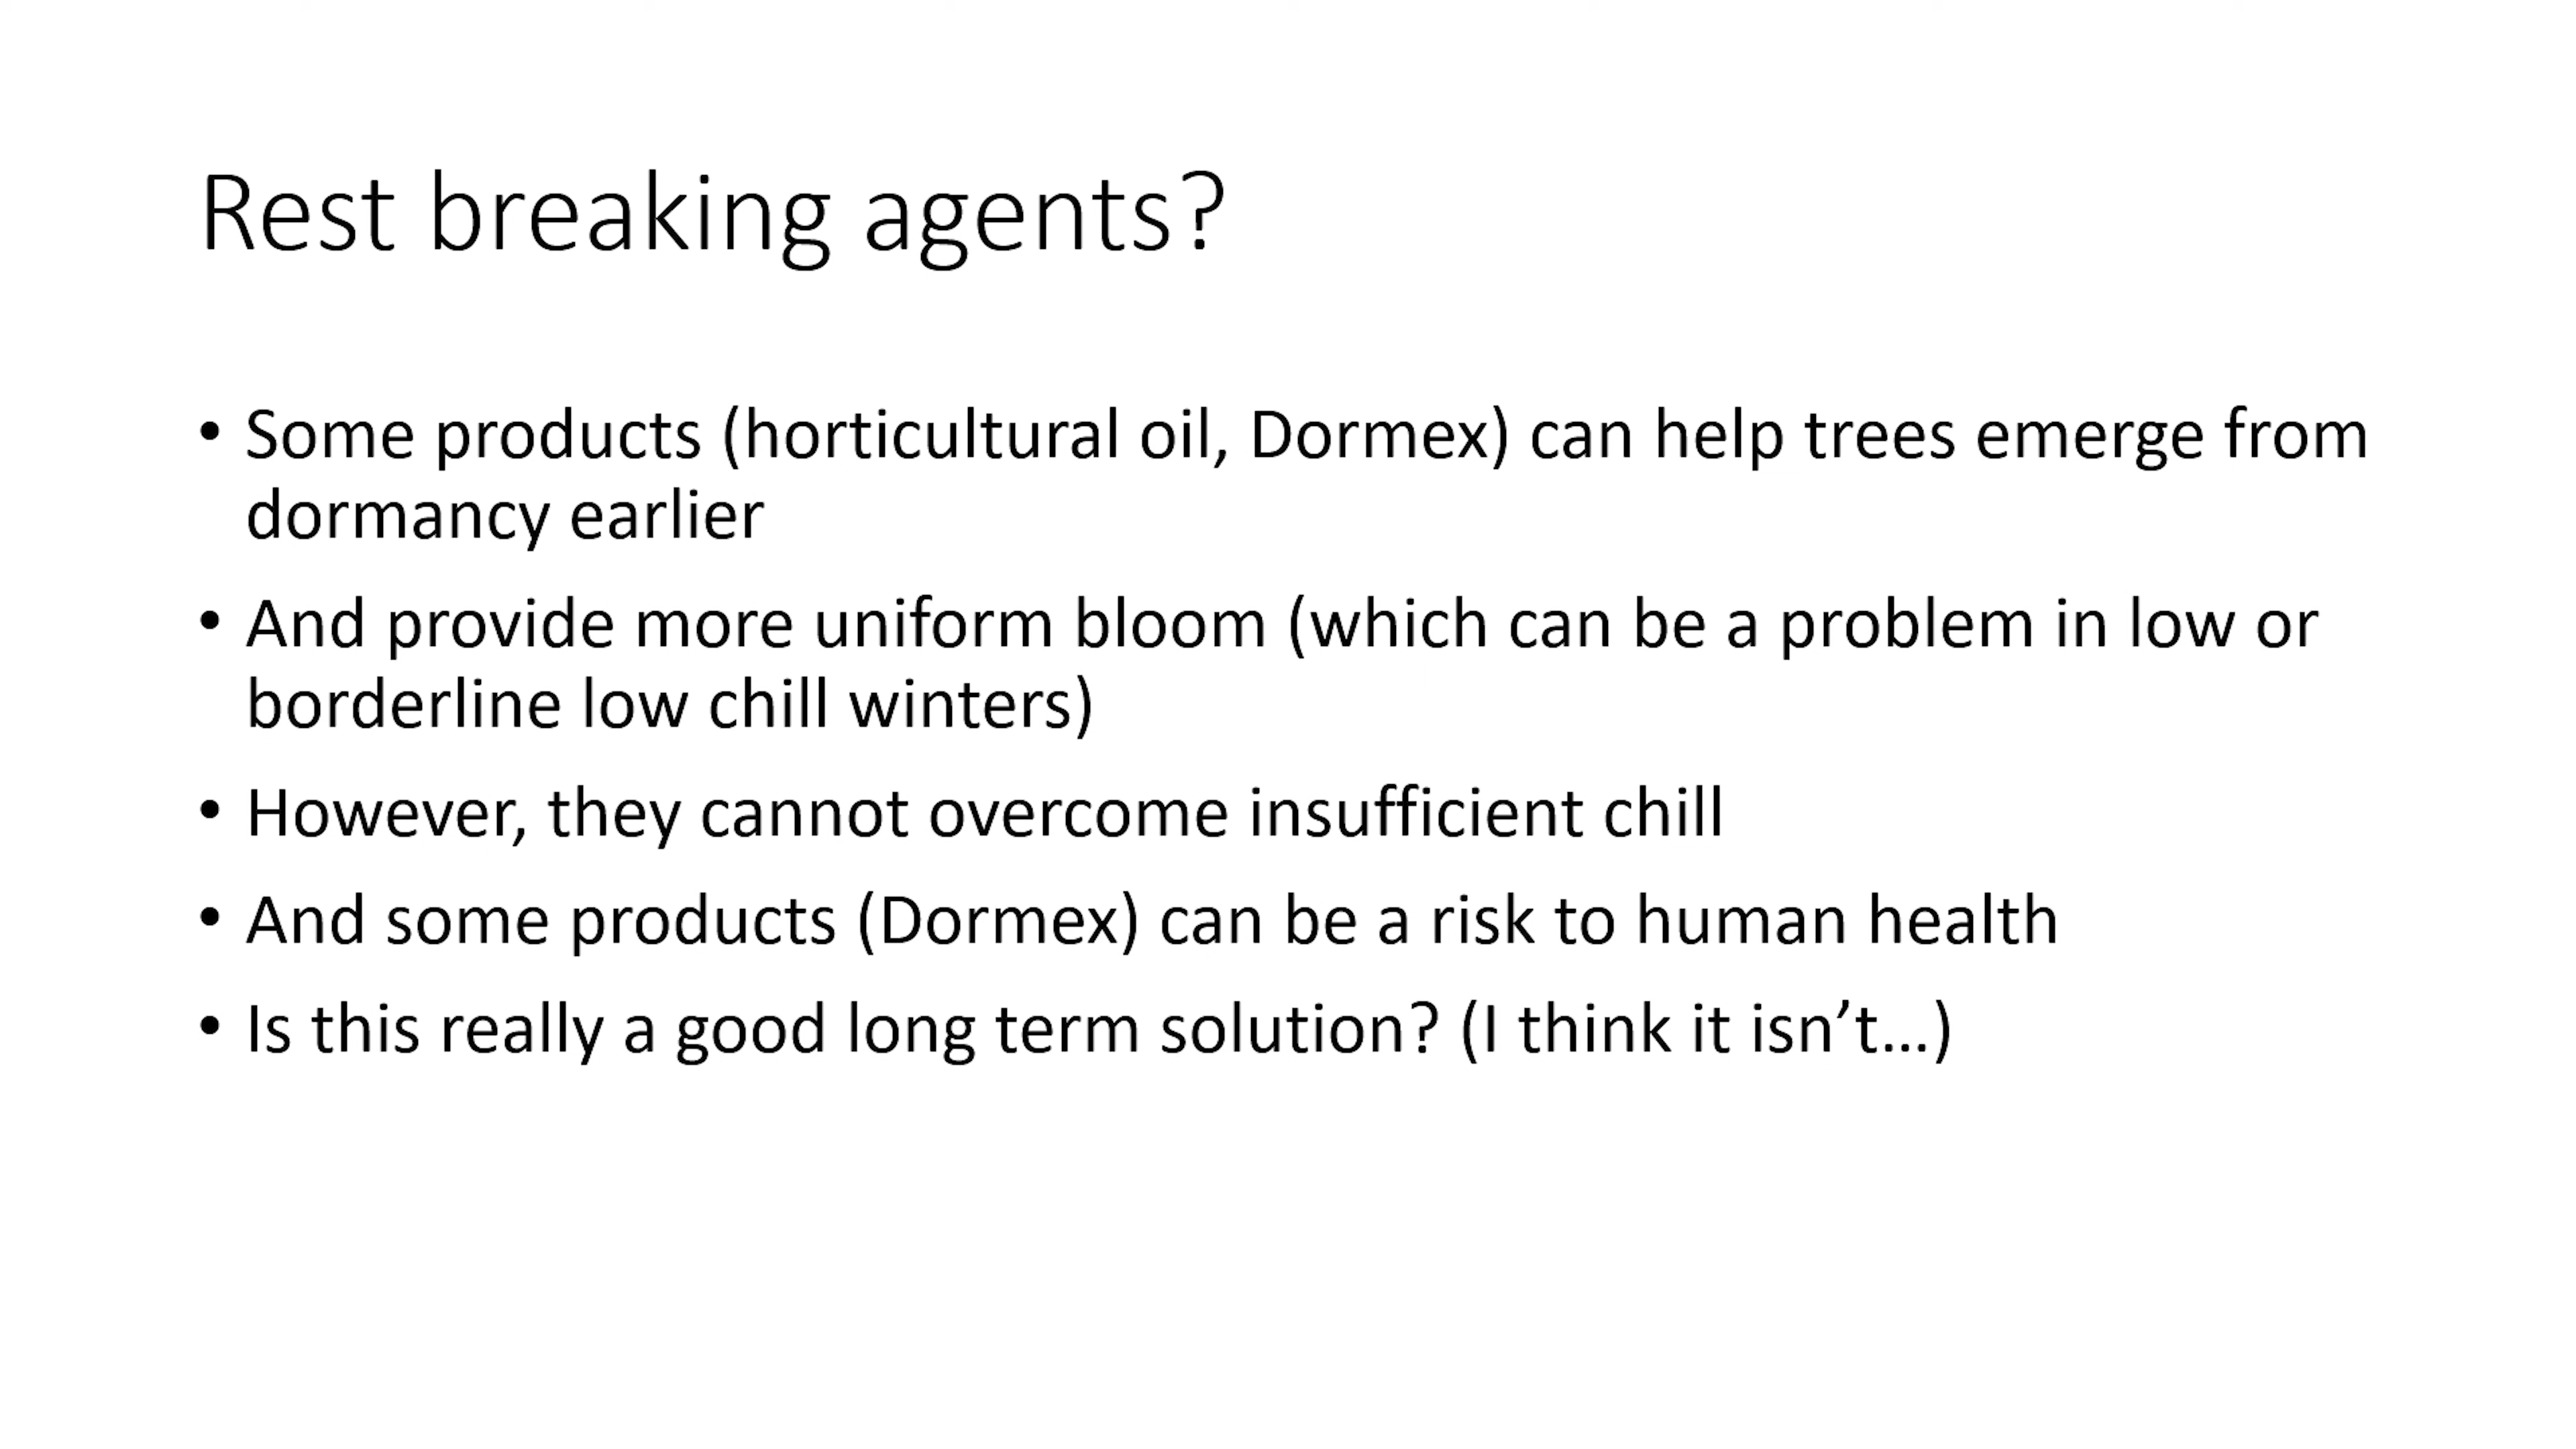 Rest breaking agents?
• Some products (horticultural oil, Dormex) can help trees emerge from
dormancy earlier
• And provide more uniform bloom (which can be a problem in low or
borderline low chill winters)
• However, they cannot overcome insufficient chill
• And some products (Dormex) can be a risk to human health
• Is this really a good long term solution? (I think it isn’t…)